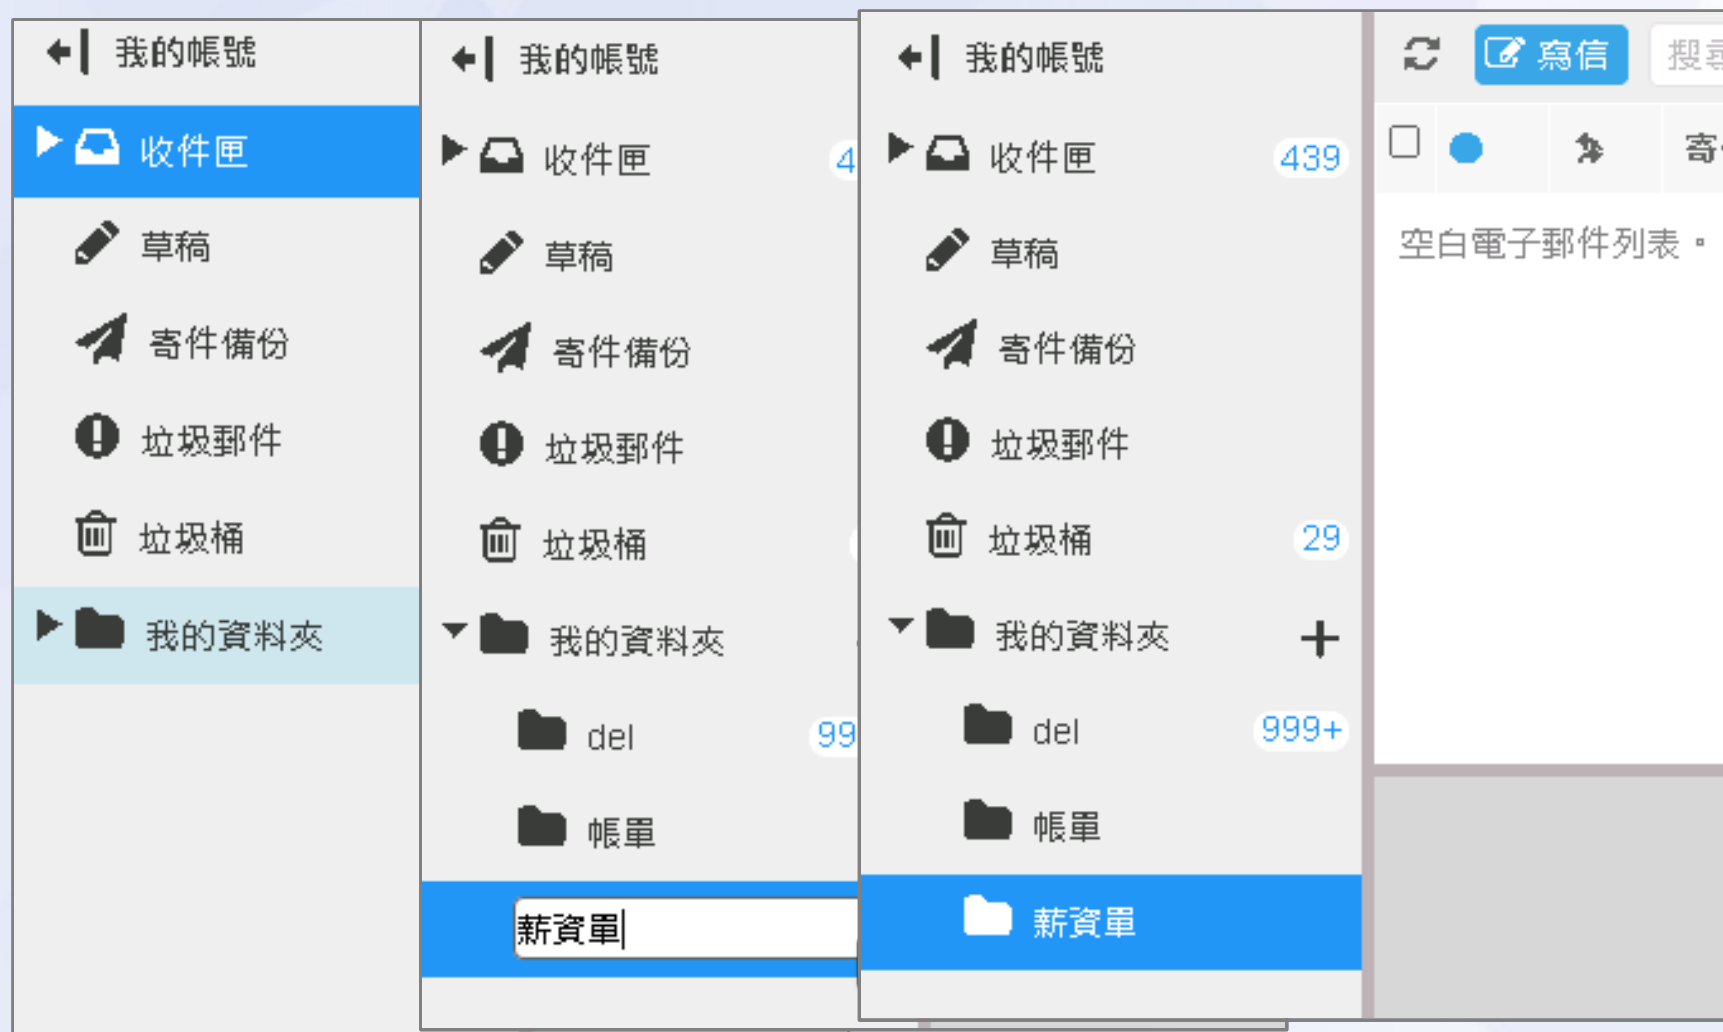 我的帳號
收件匣
草稿
寄件備份
垃圾郵件
垃圾桶
我的資料夾
我的帳號
收件匣 4
草稿
寄件備份
垃圾郵件
垃圾桶
我的資料夾
del 99
帳單
薪資單
我的帳號
收件匣 439
草稿
寄件備份
垃圾郵件
垃圾桶 29
我的資料夾 +
del 999+
帳單
薪資單
寫信 搜尋
寄
空白電子郵件列表。